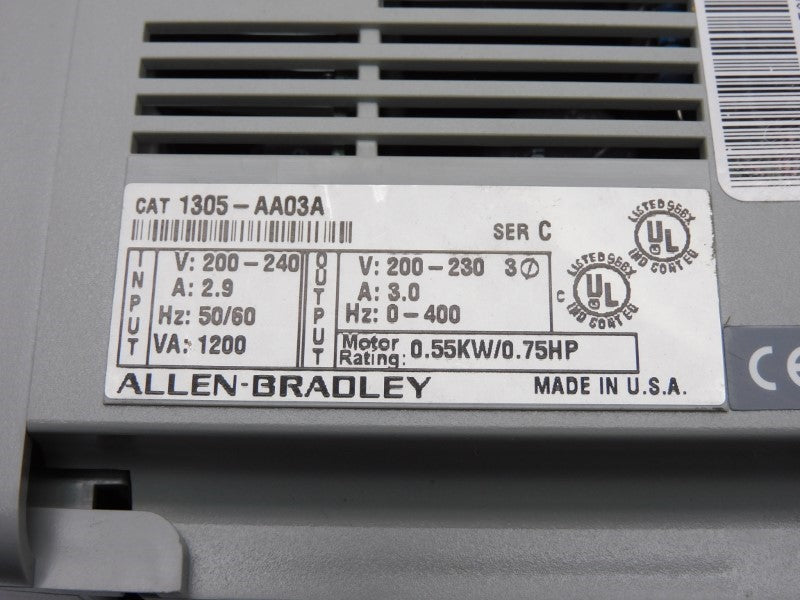 CAT 1305-AA03A
SER C
LISTED 966X
UL
IND CONT EQ
INPUT
V: 200-240
A: 2.9
Hz: 50/60
VA: 1200
OUTPUT
V: 200-230 3Ø
A: 3.0
Hz: 0-400
Motor Rating: 0.55KW/0.75HP
C
LISTED 966X
UL
IND CONT EQ
ALLEN-BRADLEY
MADE IN U.S.A.
CE